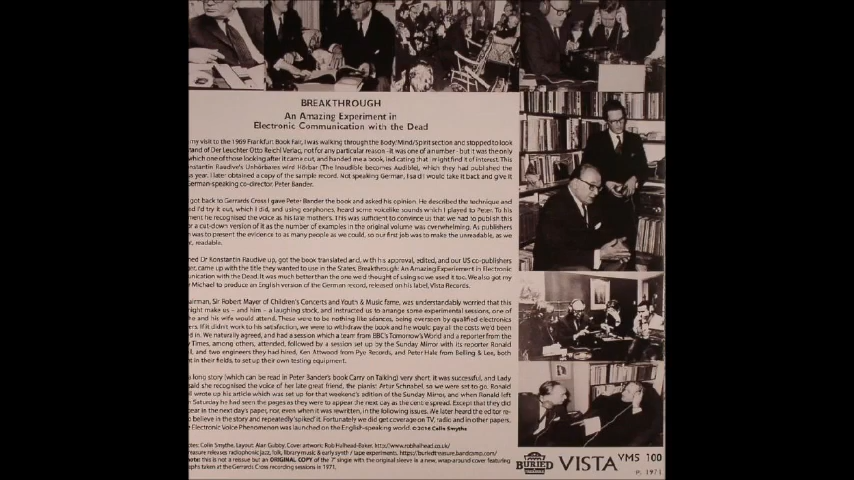 BREAKTHROUGH
An Amazing Experiment in
Electronic Communication with the Dead
my visit to the 1969 Frankfurt Book Fair, I was walking through the Body/Mind/Spirit section and stopped to look
tand of Der Leuchter Otto Reichl Verlag, not for any particular reason - it was one of a number - but it was the only
which one of those looking after it came out, and handed me a book, indicating that I might find it of interest. This
Konstantin Raudive's Unhörbares wird Hörbar (The Inaudible becomes Audible), which they had published the
s year. I later obtained a copy of the sample record. Not speaking German, I said I would take it back and give it
German-speaking co-director, Peter Bander.
got back to Gerrards Cross I gave Peter Bander the book and asked his opinion. He described the technique and
ed I'd try it out, which I did, and using earphones, heard some voicelike sounds which I played to Peter. To his
ment he recognised the voice as his late mother's. This was sufficient to convince us that we had to publish this
r a cut-down version of it as the number of examples in the original volume was overwhelming. As publishers
was to present the evidence to as many people as we could, so our first job was to make the unreadable, as we
, readable.
ned Dr Konstantin Raudive up, got the book translated and, with his approval, edited, and our US co-publishers
er, came up with the title they wanted to use in the States, Breakthrough: An Amazing Experiment in Electronic
unication with the Dead. It was much better than the one we'd thought of using so we used it too. We also got my
Michael to produce an English version of the German record, released on his label, Vista Records.
airman, Sir Robert Mayer of Children's Concerts and Youth & Music fame, was understandably worried that this
ight make us – and him – a laughing stock, and instructed us to arrange some experimental sessions, one of
he and his wife would attend. These were to be nothing like séances, being overseen by qualified electronics
ers. If it didn't work to his satisfaction, we were to withdraw the book and he would pay all the costs we'd been
d in. We naturally agreed, and had a session which a team from BBC's Tomorrow's World and a reporter from the
y Times, among others, attended, followed by a session set up by the Sunday Mirror with its reporter Ronald
l, and two engineers they had hired, Ken Attwood from Pye Records, and Peter Hale from Belling & Lee, both
t in their fields, to set up their own testing equipment.
a long story (which can be read in Peter Bander's book Carry on Talking) very short, it was successful, and Lady
said she recognised the voice of her late great friend, the pianist Artur Schnabel, so we were set to go. Ronald
ll wrote up his article which was set up for that weekend's edition of the Sunday Mirror, and when Ronald left
n Saturday he had seen the pages as they were to appear the next day as the centre spread. Except that they did
pear in the next day's paper, nor, even when it was rewritten, in the following issues. We later heard the editor re-
o believe in the story and repeatedly 'spiked' it. Fortunately we did get coverage on TV, radio and in other papers,
e Electronic Voice Phenomenon was launched on the English-speaking world. ©2016 Colin Smythe
otes: Colin Smythe. Layout: Alan Gubby. Cover artwork: Rob Halhead-Baker. http://www.robhalhead.co.uk/
reasure releases radiophonic jazz, folk, library music & early synth / tape experiments. https://buriedtreasure.bandcamp.com/
note: this is not a reissue but an ORIGINAL COPY of the 7" single with the original sleeve in a new, wrap-around cover, featuring
aphs taken at the Gerrards Cross recording sessions in 1971.
BURIED
VISTA
VMS 100
P. 1971